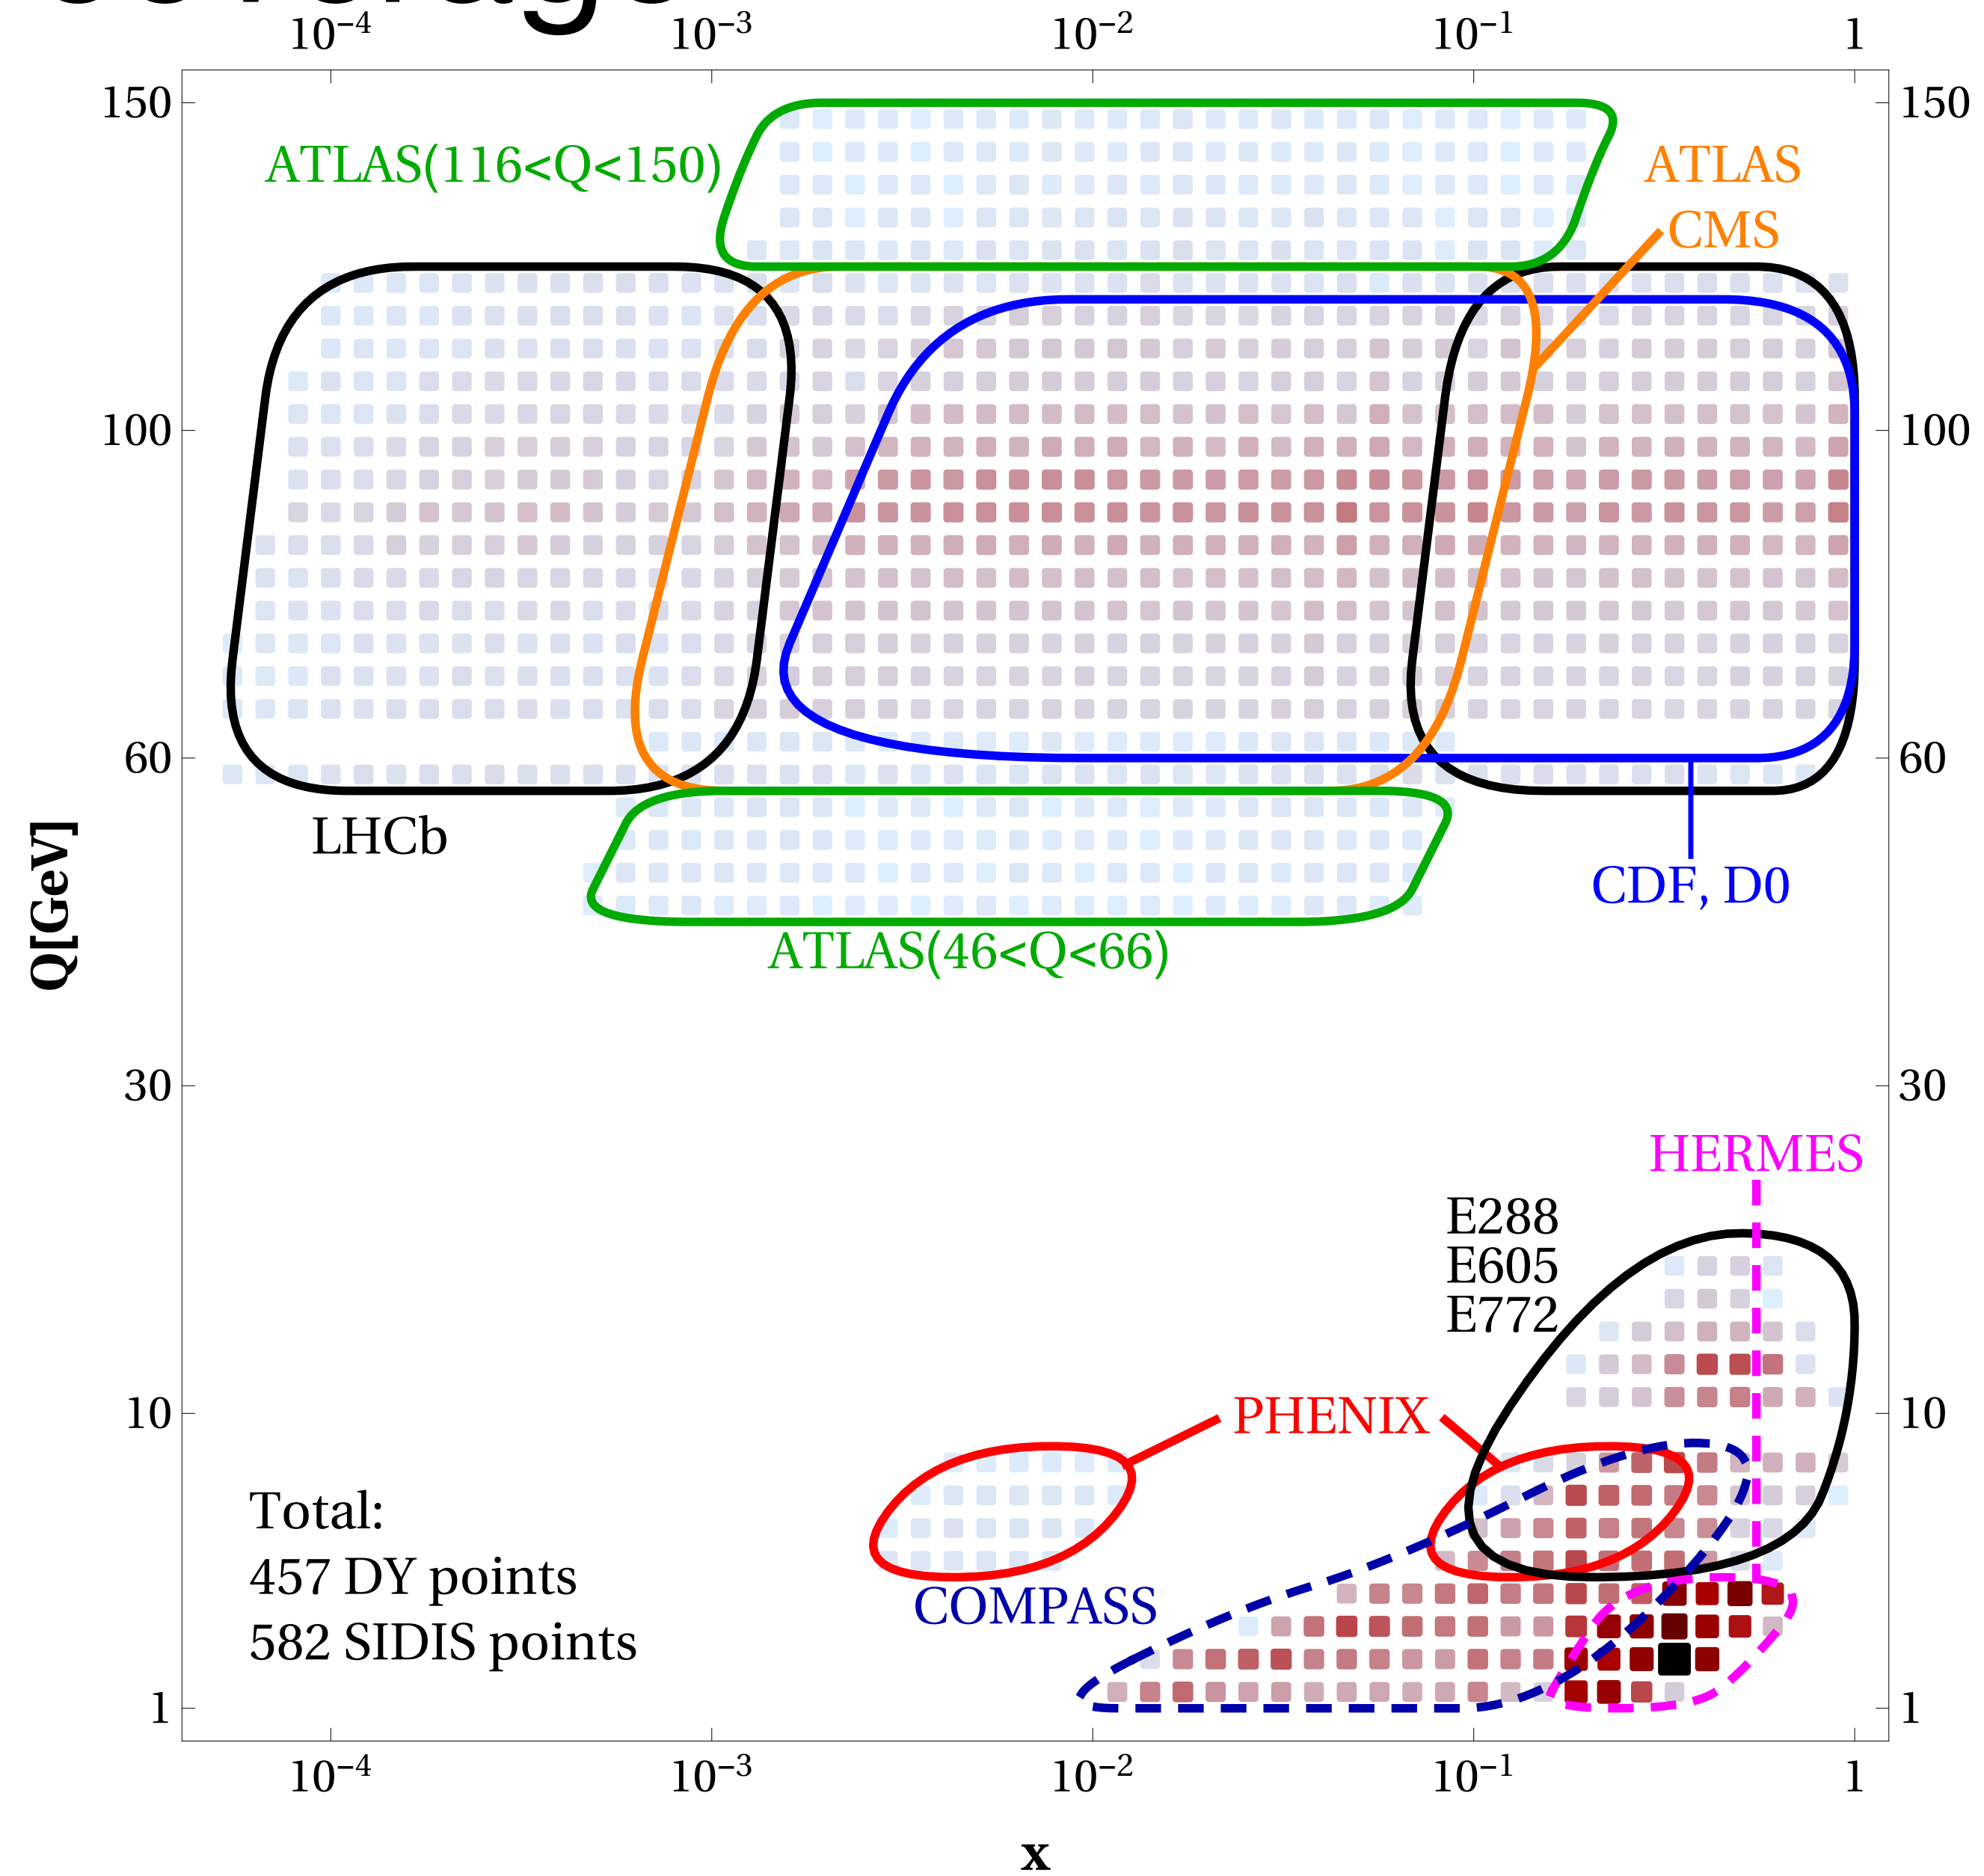 10⁻⁴ 10⁻³ 10⁻² 10⁻¹ 1
150 150
ATLAS(116<Q<150)
ATLAS
CMS
100 100
60 60
LHCb
CDF, D0
ATLAS(46<Q<66)
Q[GeV]
30 30
HERMES
E288
E605
E772
10 10
PHENIX
Total:
457 DY points
582 SIDIS points
COMPASS
1 1
10⁻⁴ 10⁻³ 10⁻² 10⁻¹ 1
x